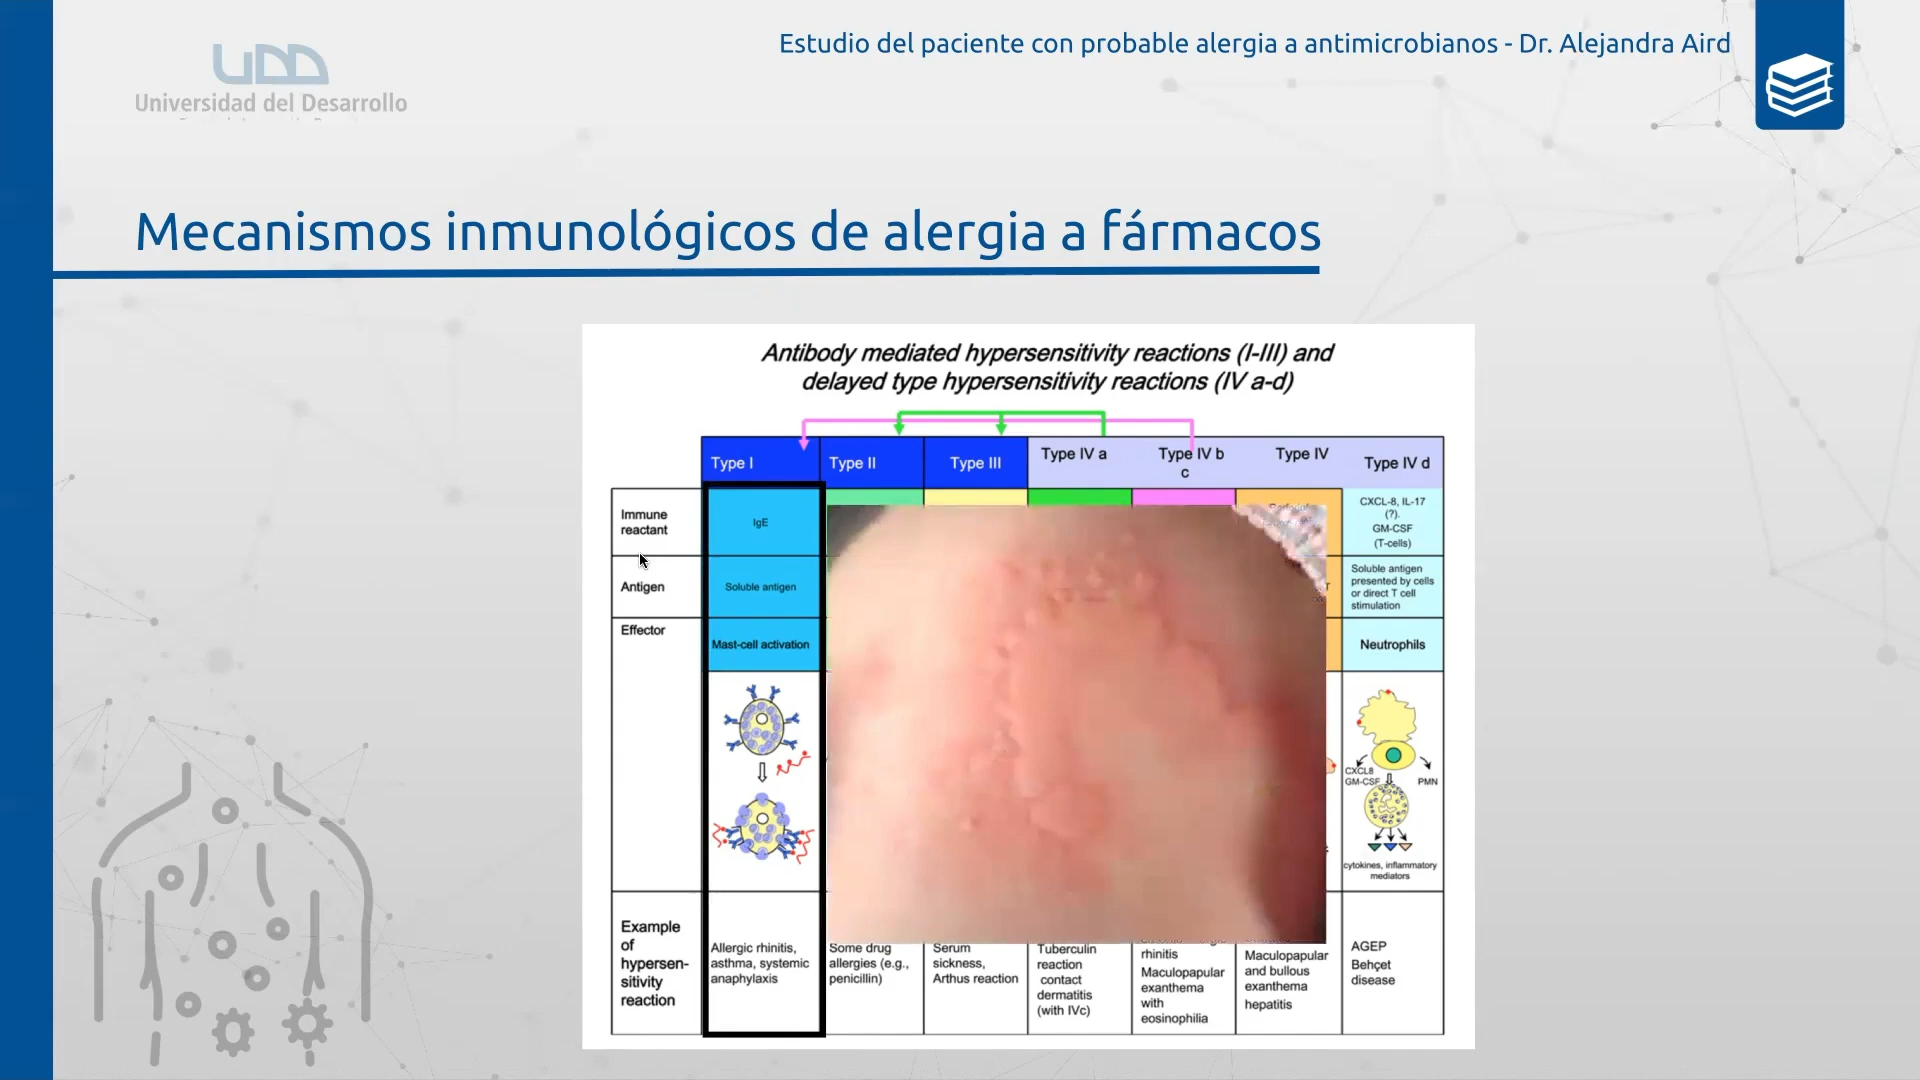 Estudio del paciente con probable alergia a antimicrobianos - Dr. Alejandra Aird
UDD
Universidad del Desarrollo
Mecanismos inmunológicos de alergia a fármacos
Antibody mediated hypersensitivity reactions (I-III) and
delayed type hypersensitivity reactions (IV a-d)
Type I
Type II
Type III
Type IV a
Type IV b
c
Type IV
Type IV d
Immune
reactant
IgE
CXCL-8, IL-17
(?).
GM-CSF
(T-cells)
Antigen
Soluble antigen
Soluble antigen
presented by cells
or direct T cell
stimulation
Effector
Mast-cell activation
Neutrophils
CXCL8
GM-CSF
PMN
cytokines, inflammatory
mediators
Example
of
hypersen-
sitivity
reaction
Allergic rhinitis,
asthma, systemic
anaphylaxis
Some drug
allergies (e.g.,
penicillin)
Serum
sickness,
Arthus reaction
Tuberculin
reaction
contact
dermatitis
(with IVc)
rhinitis
Maculopapular
exanthema
with
eosinophilia
Maculopapular
and bullous
exanthema
hepatitis
AGEP
Behçet
disease